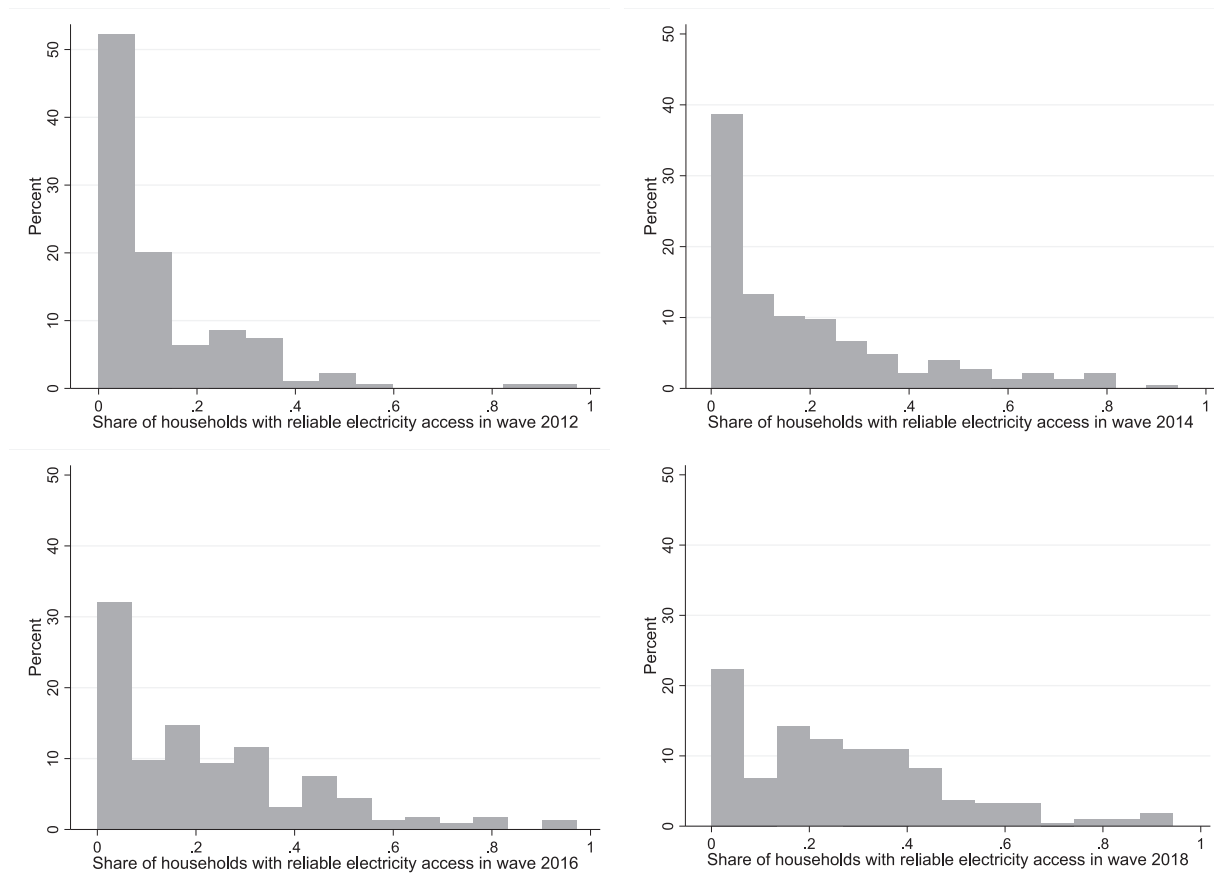 50
40
30
20
10
0
Percent
0 .2 .4 .6 .8 1
Share of households with reliable electricity access in wave 2012
50
40
30
20
10
0
Percent
0 .2 .4 .6 .8 1
Share of households with reliable electricity access in wave 2014
50
40
30
20
10
0
Percent
0 .2 .4 .6 .8 1
Share of households with reliable electricity access in wave 2016
50
40
30
20
10
0
Percent
0 .2 .4 .6 .8 1
Share of households with reliable electricity access in wave 2018